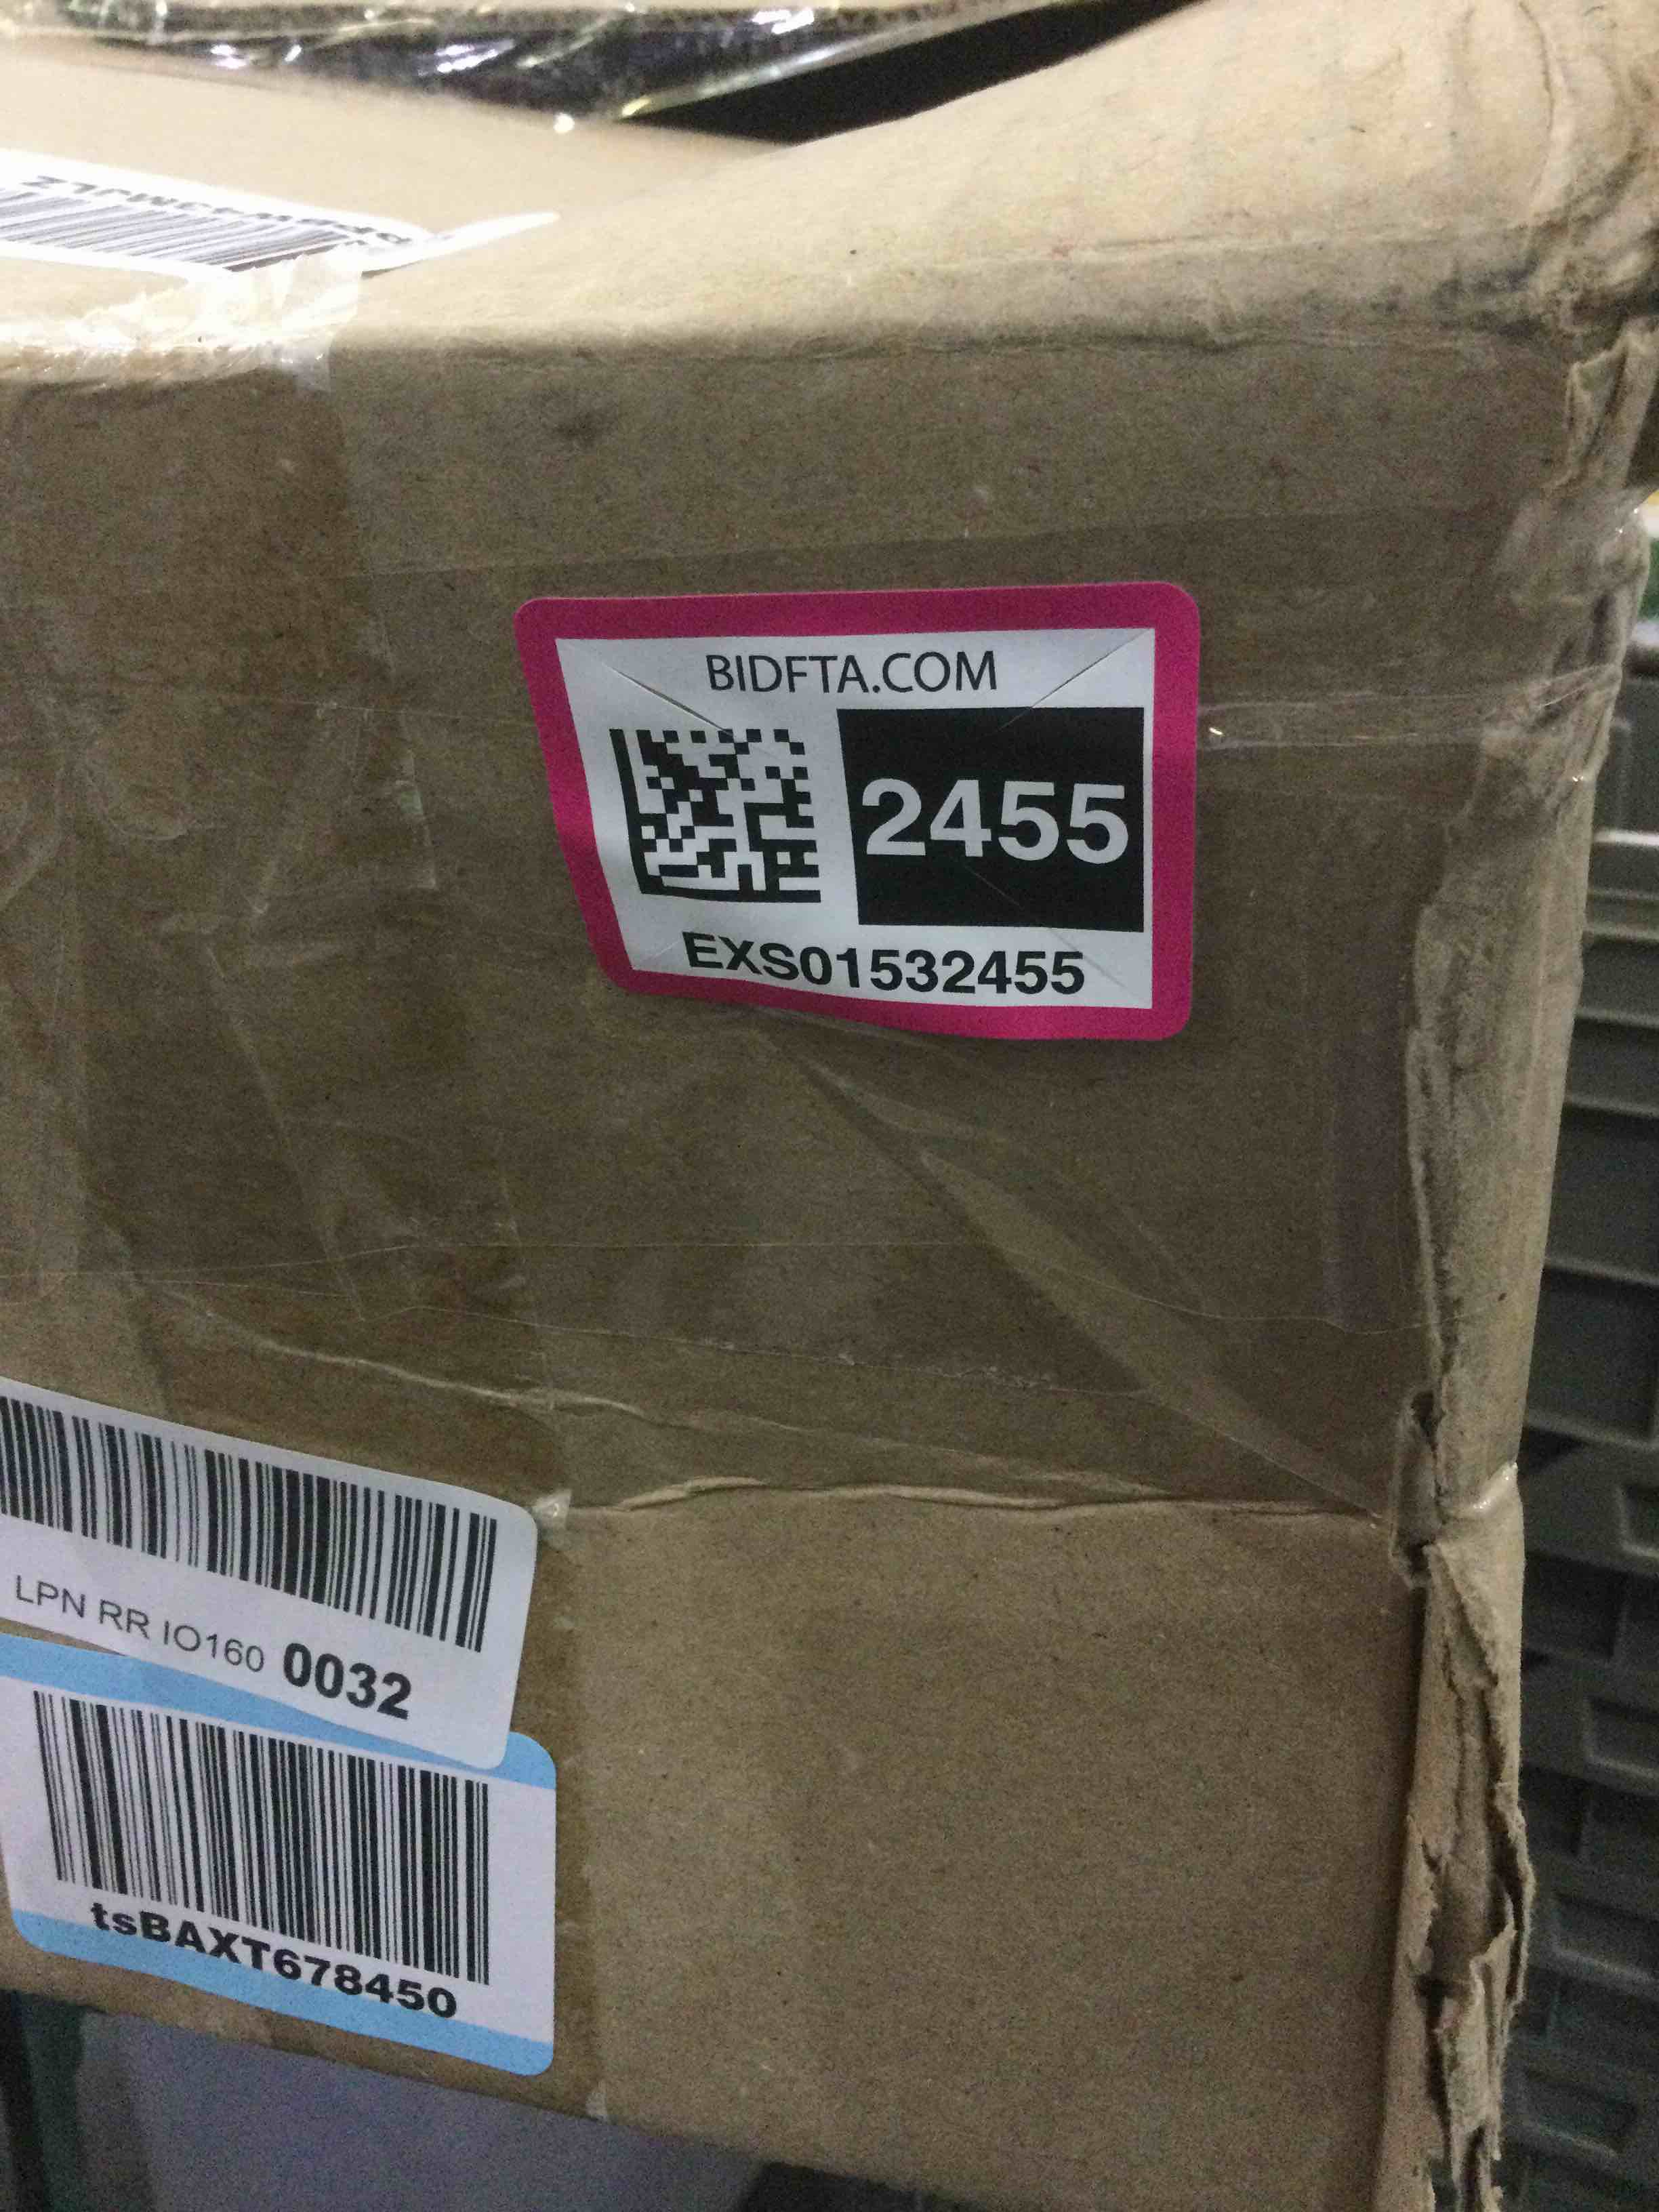 BIDFTA.COM
2455
EXS01532455
LPN RR IO160 0032
tsBAXT678450